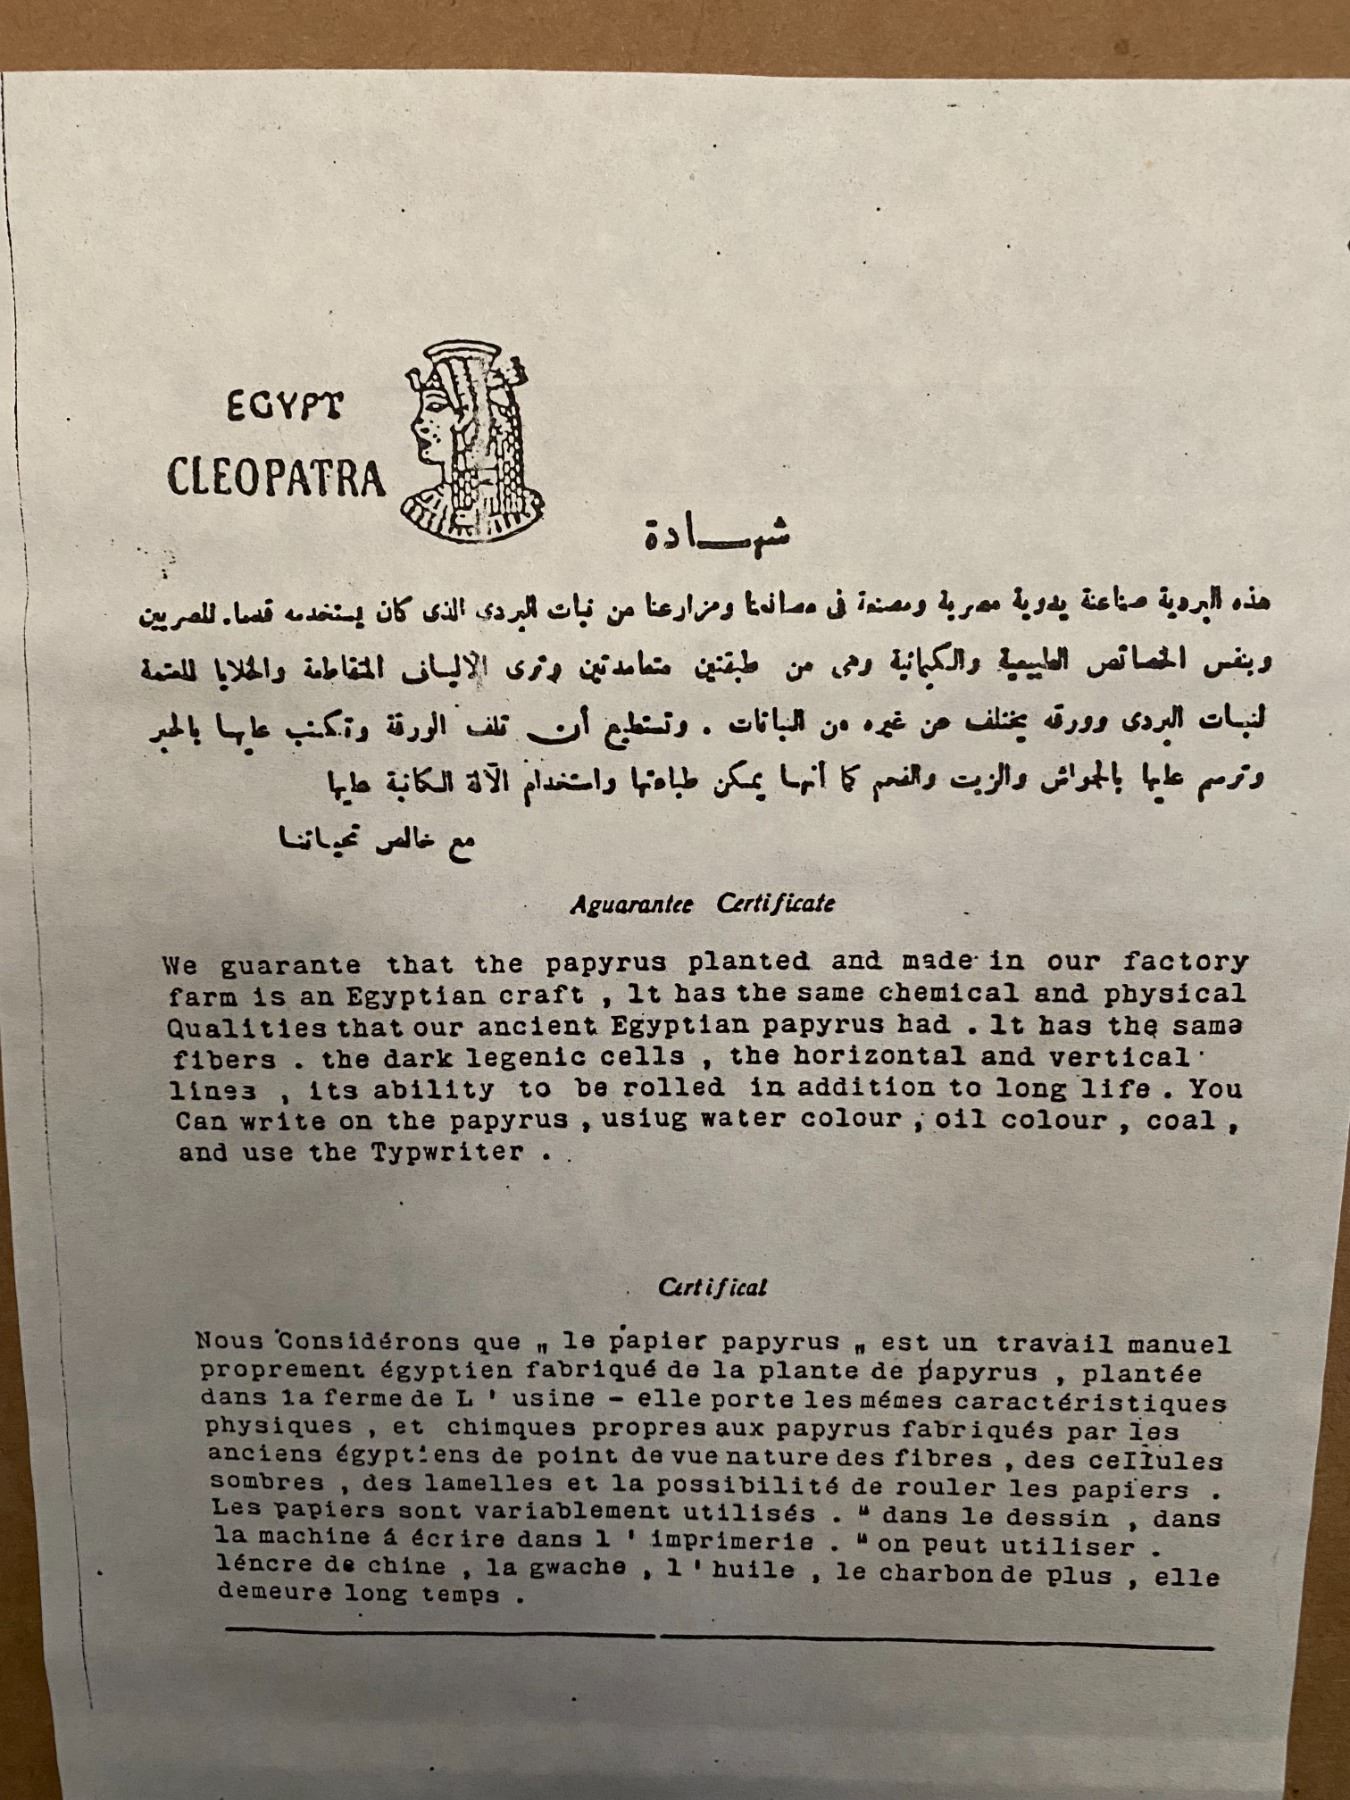 EGYPT
CLEOPATRA
شهـــادة
هذه البردية صناعة يدوية مصرية ومصنعة فى مصانعنا ومزارعنا من نبات البردى الذى كان يستخدمه قدماء المصريين
وبنفس الخصائص الطبيعية والكيمائية وهى من طبقتين متعامدتين وترى الاليساف المتقاطعة والخلايا المعتمة
لنبـات البردى وورقه يختلف عن غيره من النباتات . وتستطيع أن تلف الورقة وتكتب عليها بالحبر
وترسم عليها بالجواش والزيت والفحم كما أنهـا يمـكن طباعتها واستخدام الآلة الكاتبة عليها
مع خالص تحيـاتنـا
Aguarantee Certificate
We guarante that the papyrus planted and made in our factory
farm is an Egyptian craft , lt has the same chemical and physical
Qualities that our ancient Egyptian papyrus had . lt has the same
fibers . the dark legenic cells , the horizontal and vertical
lines , its ability to be rolled in addition to long life . You
Can write on the papyrus , usiug water colour , oil colour , coal ,
and use the Typwriter .
Certifical
Nous Considérons que „ le papier papyrus „ est un travail manuel
proprement égyptien fabriqué de la plante de papyrus , plantée
dans la ferme de L ' usine – elle porte les mémes caractéristiques
physiques , et chimques propres aux papyrus fabriqués par les
anciens égyptiens de point de vue nature des fibres , des ceIIules
sombres , des lamelles et la possibilité de rouler les papiers .
Les papiers sont variablement utilisés . “ dans le dessin , dans
la machine á écrire dans l ' imprimerie . “ on peut utiliser .
léncre de chine , la gwache , l ' huile , le charbon de plus , elle
demeure long temps .